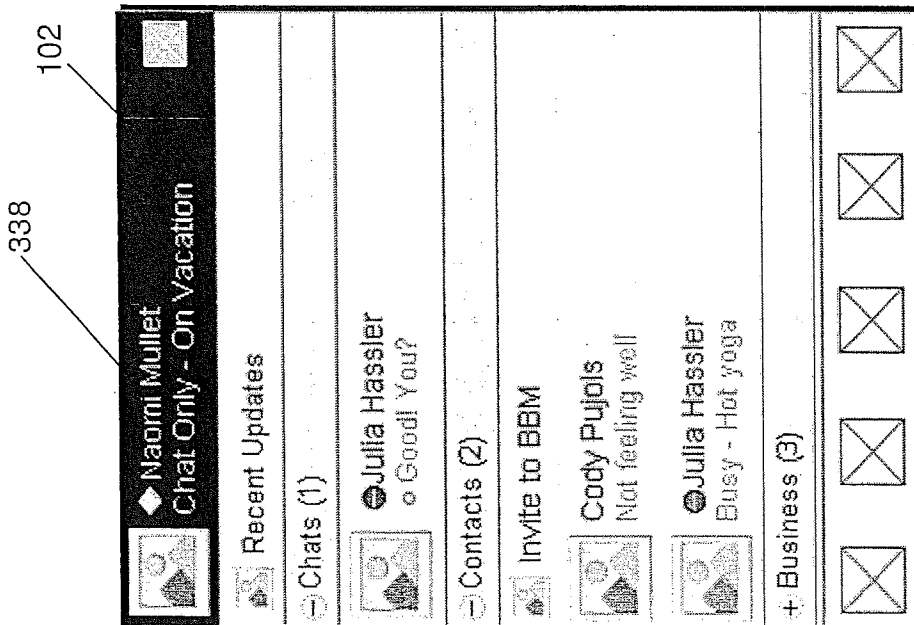 102
338
Naomi Mullet
Chat Only - On Vacation
Recent Updates
Chats (1)
Julia Hassler
Good! You?
Contacts (2)
Invite to BBM
Cody Pujols
Not feeling well
Julia Hassler
Busy - Hot yoga
+ Business (3)